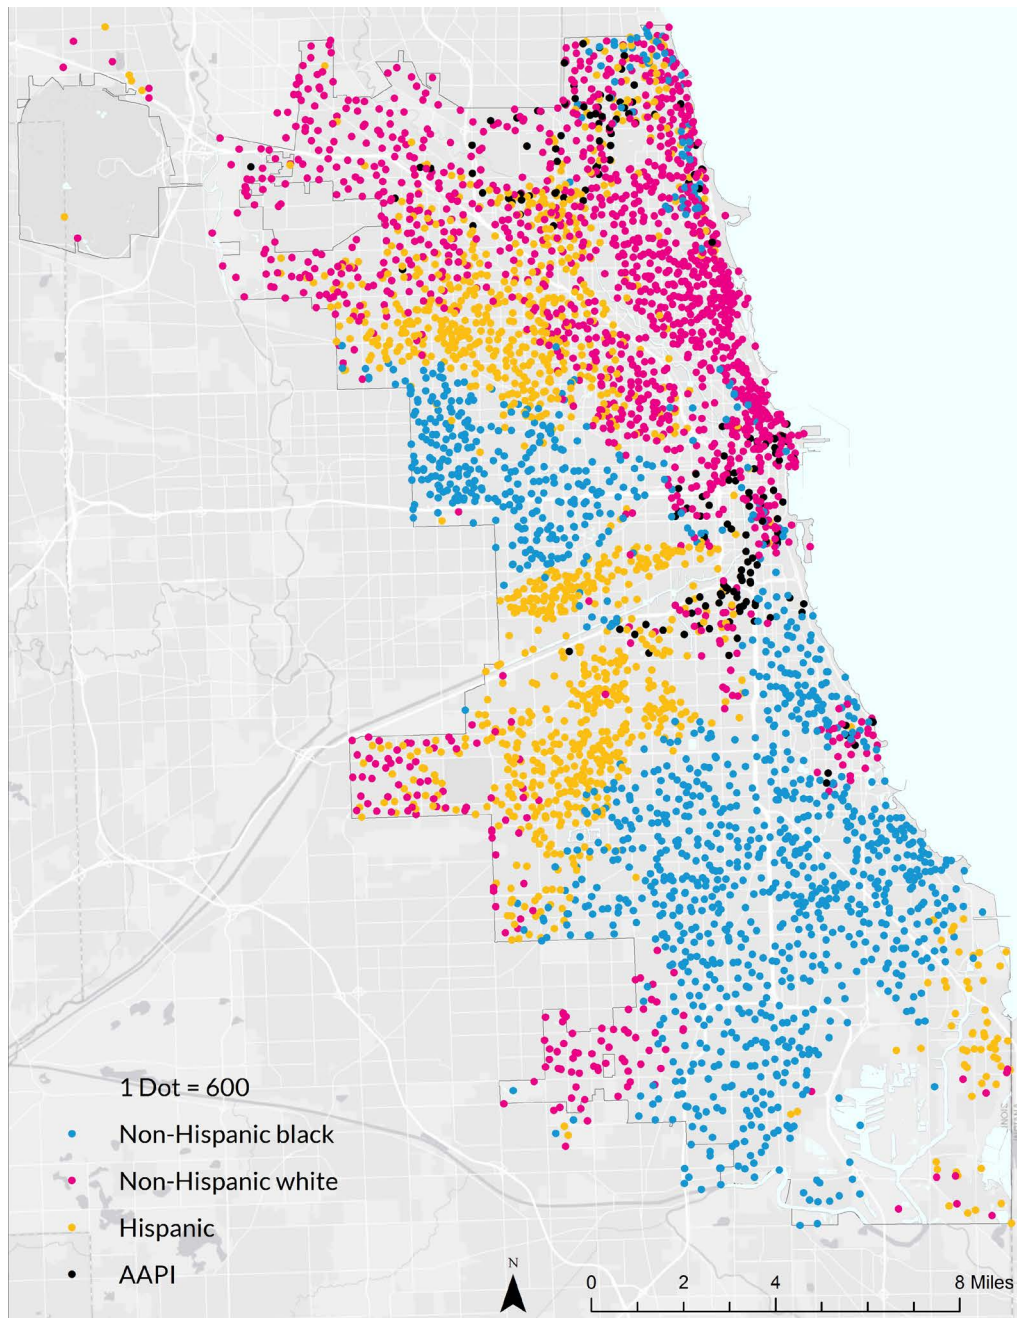 1 Dot = 600
Non-Hispanic black
Non-Hispanic white
Hispanic
AAPI
N
0 2 4 8 Miles